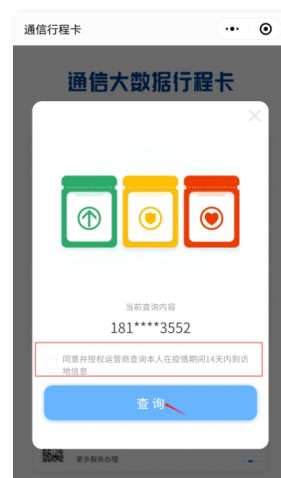 通信行程卡
通信大数据行程卡
当前查询内容
181****3552
同意并授权运营商查询本人在疫情期间14天内到访
地信息
查询
更多服务办理